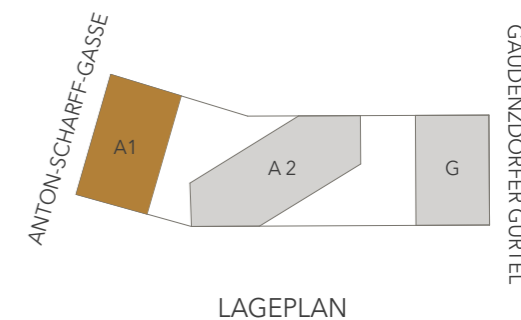 ANTON-SCHARFF-GASSE
A1
A 2
G
GAUDENZDORFER GÜRTEL
LAGEPLAN